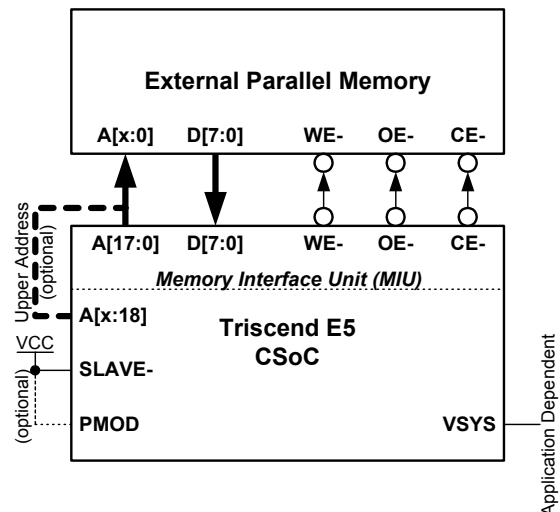 External Parallel Memory
A[x:0] D[7:0] WE- OE- CE-
Upper Address
(optional)
A[17:0] D[7:0] WE- OE- CE-
Memory Interface Unit (MIU)
A[x:18]
Triscend E5
CSoC
VCC
SLAVE-
(optional)
PMOD
VSYS
Application Dependent